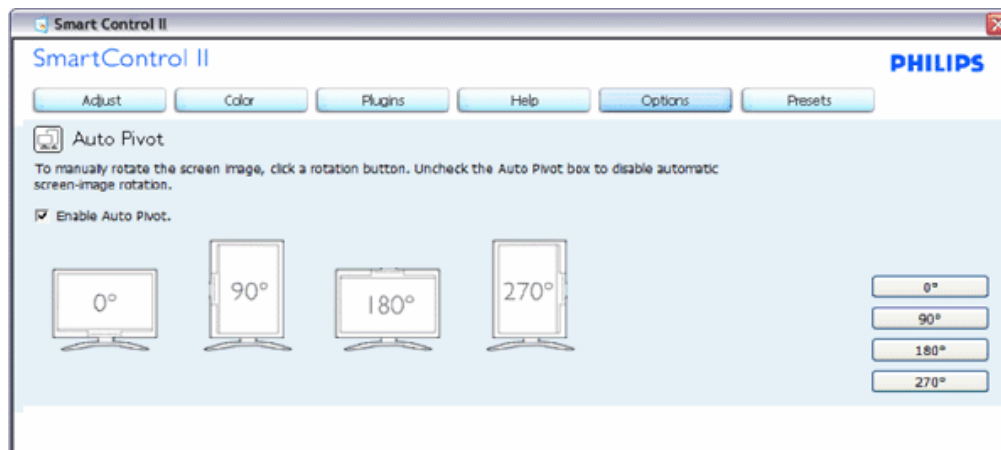 Smart Control II
SmartControl II
PHILIPS
Adjust Color Plugins Help Options Presets
Auto Pivot
To manually rotate the screen image, click a rotation button. Uncheck the Auto Pivot box to disable automatic
screen-image rotation.
Enable Auto Pivot.
0° 90° 180° 270°
0°
90°
180°
270°